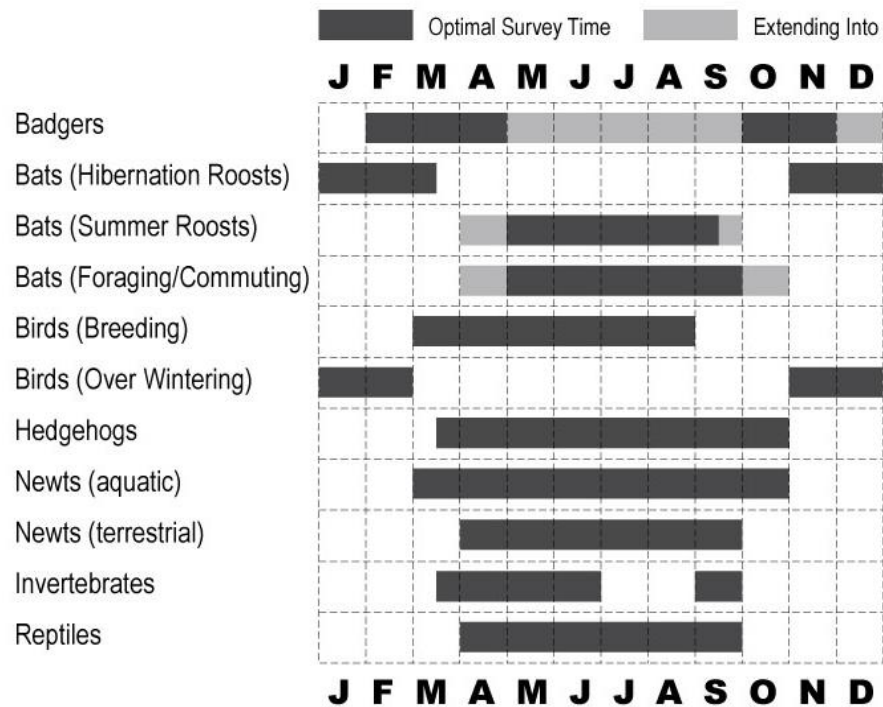 Optimal Survey Time Extending Into
J F M A M J J A S O N D
Badgers
Bats (Hibernation Roosts)
Bats (Summer Roosts)
Bats (Foraging/Commuting)
Birds (Breeding)
Birds (Over Wintering)
Hedgehogs
Newts (aquatic)
Newts (terrestrial)
Invertebrates
Reptiles
J F M A M J J A S O N D